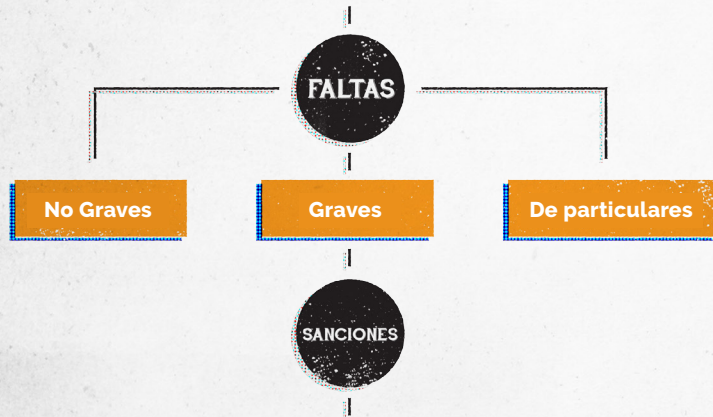 FALTAS
No Graves
Graves
De particulares
SANCIONES